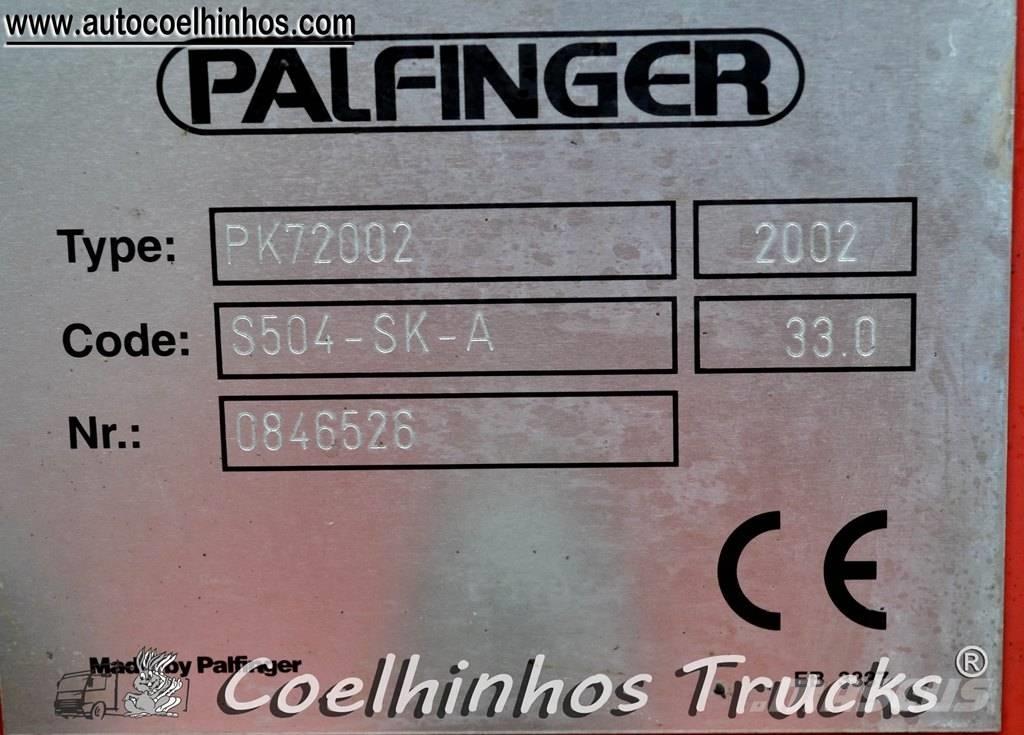 www.autocoelhinhos.com
PALFINGER
Type: PK72002 2002
Code: S504-SK-A 33.0
Nr.: 0846526
CE
Made by Palfinger
Coelhinhos Trucks ®